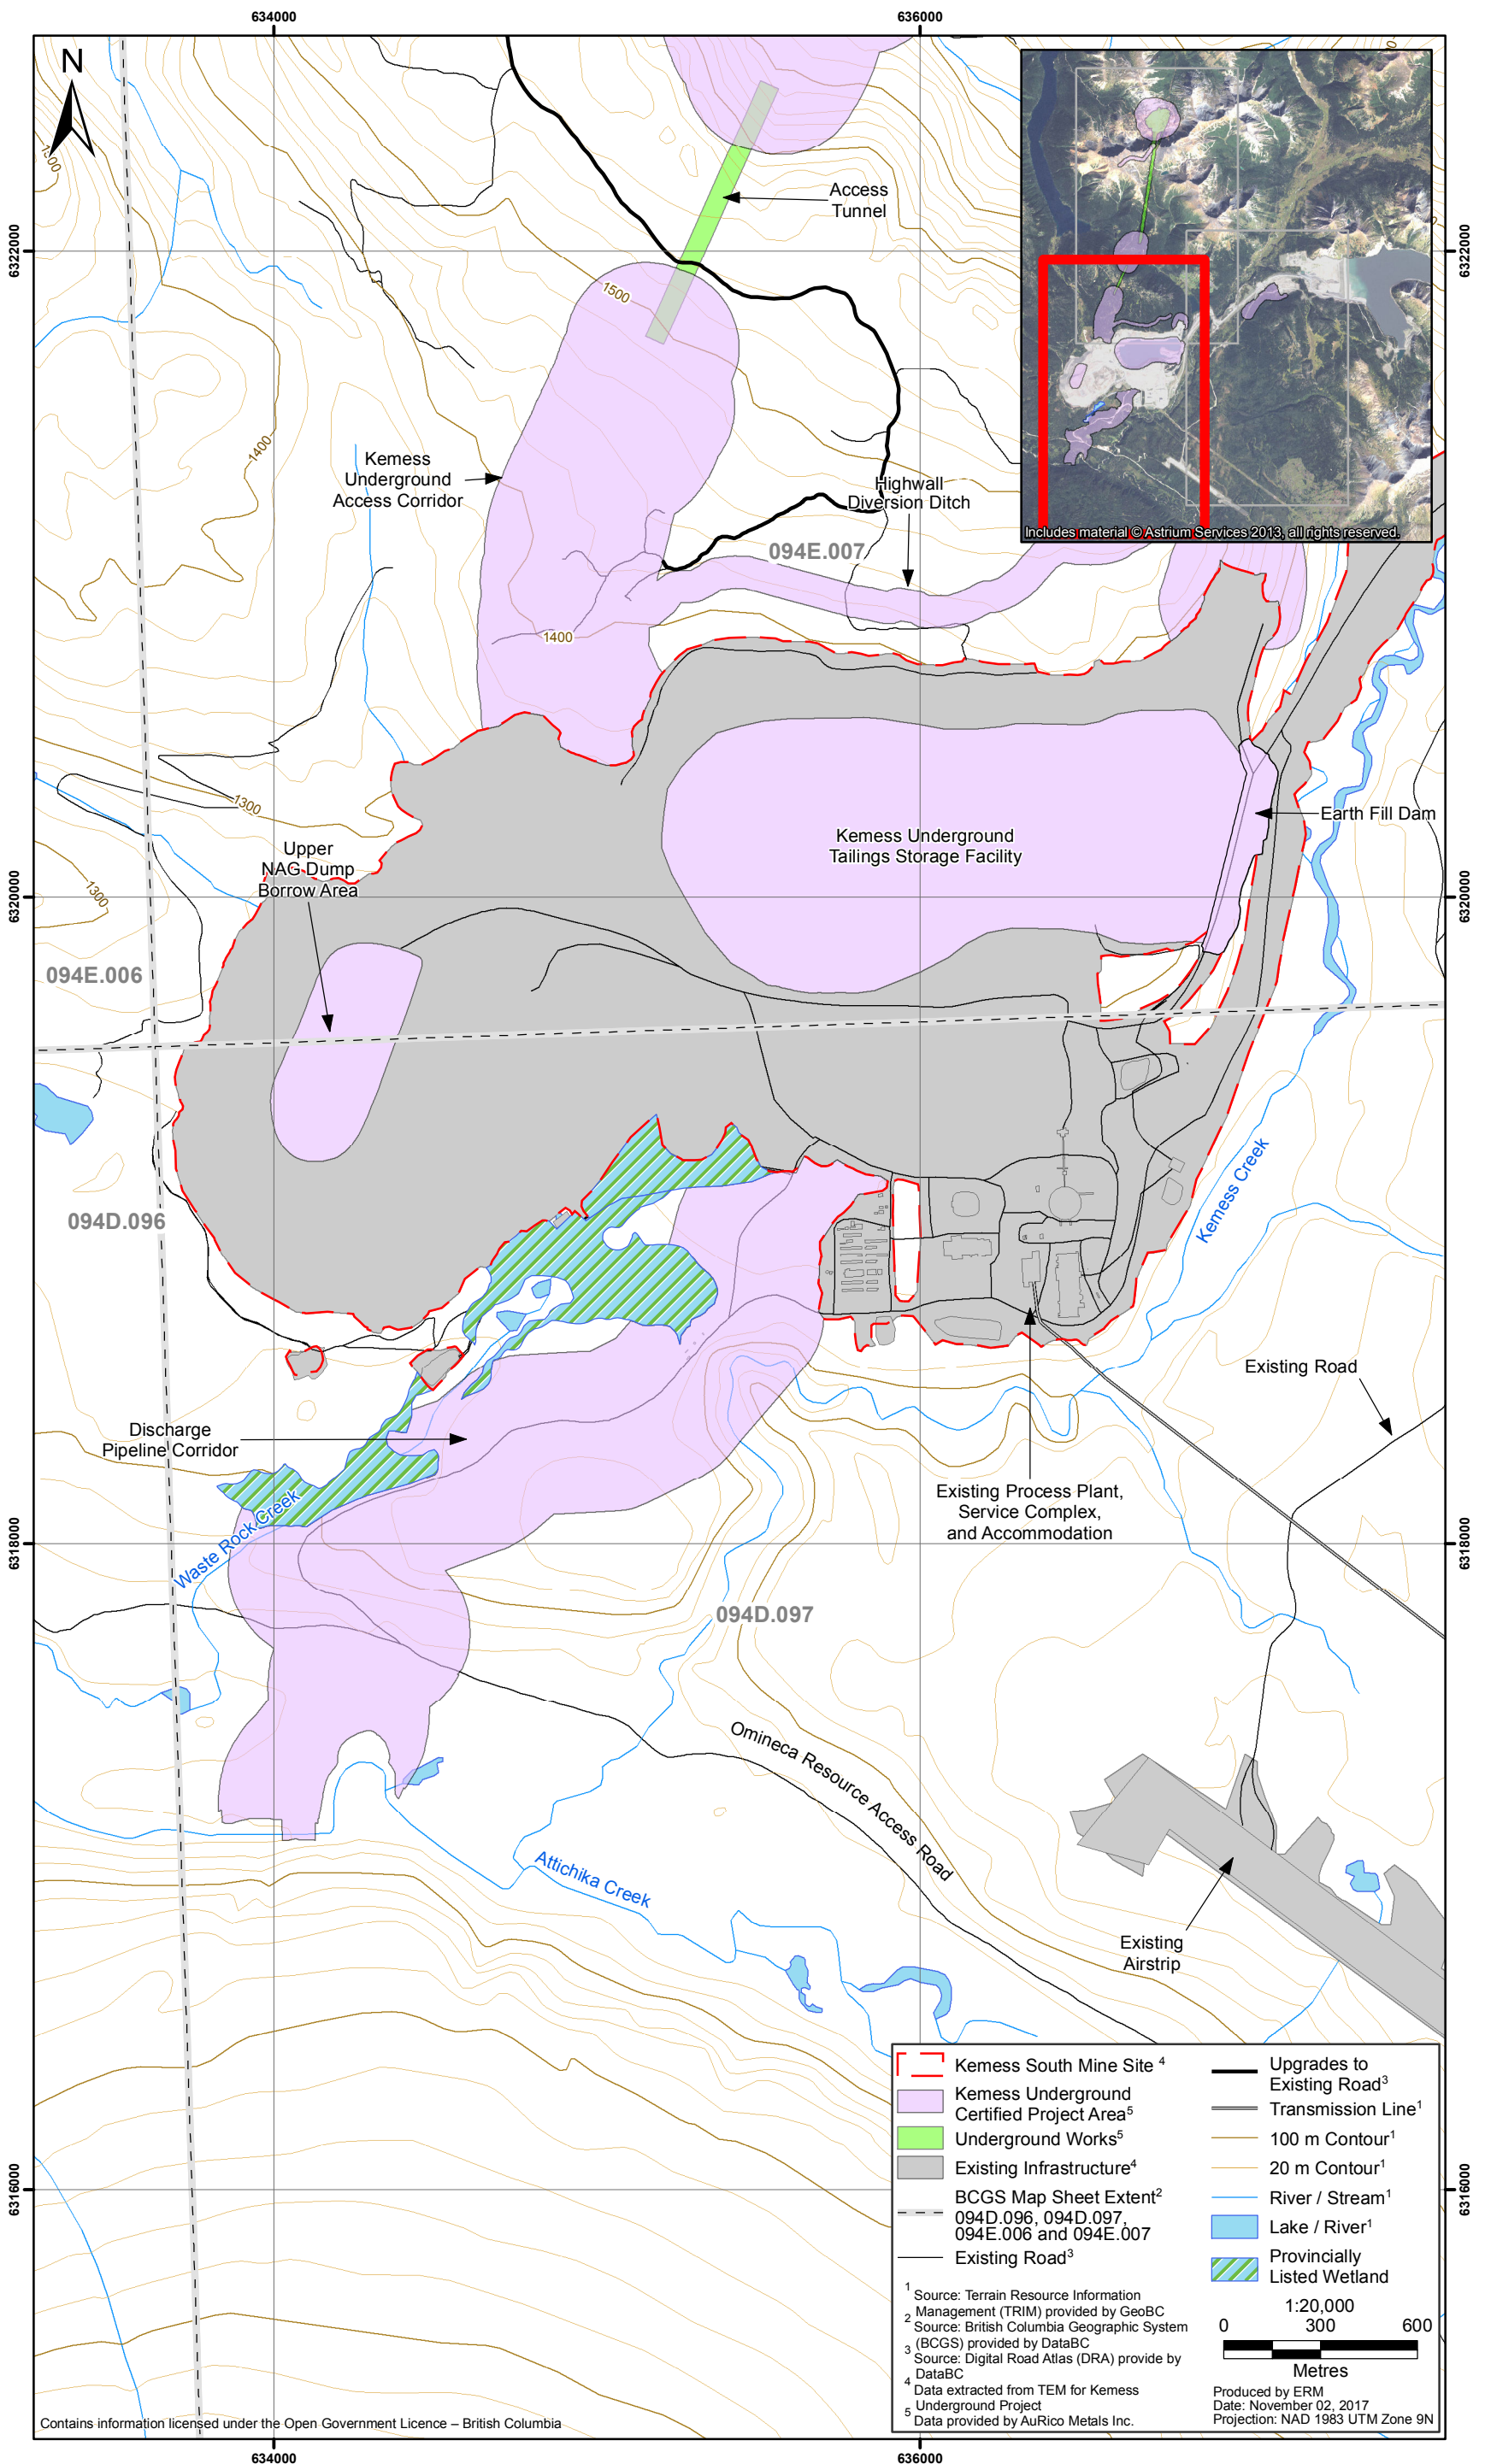 634000
636000
N
6322000
6322000
1500
Access
Tunnel
1500
Includes material © Astrium Services 2013, all rights reserved.
1400
Kemess
Underground
Access Corridor
Highwall
Diversion Ditch
094E.007
1400
1300
Earth Fill Dam
Kemess Underground
Tailings Storage Facility
Upper
NAG Dump
Borrow Area
1300
6320000
6320000
094E.006
094D.096
Kemess Creek
Existing Road
Discharge
Pipeline Corridor
Existing Process Plant,
Service Complex,
and Accommodation
Waste Rock Creek
6318000
6318000
094D.097
Omineca Resource Access Road
Attichika Creek
Existing
Airstrip
6316000
6316000
Kemess South Mine Site 4
Kemess Underground
Certified Project Area5
Underground Works5
Existing Infrastructure4
BCGS Map Sheet Extent2
094D.096, 094D.097,
094E.006 and 094E.007
Existing Road3
Upgrades to
Existing Road3
Transmission Line1
100 m Contour1
20 m Contour1
River / Stream1
Lake / River1
Provincially
Listed Wetland
1 Source: Terrain Resource Information
Management (TRIM) provided by GeoBC
2 Source: British Columbia Geographic System
(BCGS) provided by DataBC
3 Source: Digital Road Atlas (DRA) provide by
DataBC
4 Data extracted from TEM for Kemess
Underground Project
5 Data provided by AuRico Metals Inc.
1:20,000
0 300 600
Metres
Produced by ERM
Date: November 02, 2017
Projection: NAD 1983 UTM Zone 9N
Contains information licensed under the Open Government Licence – British Columbia
634000
636000